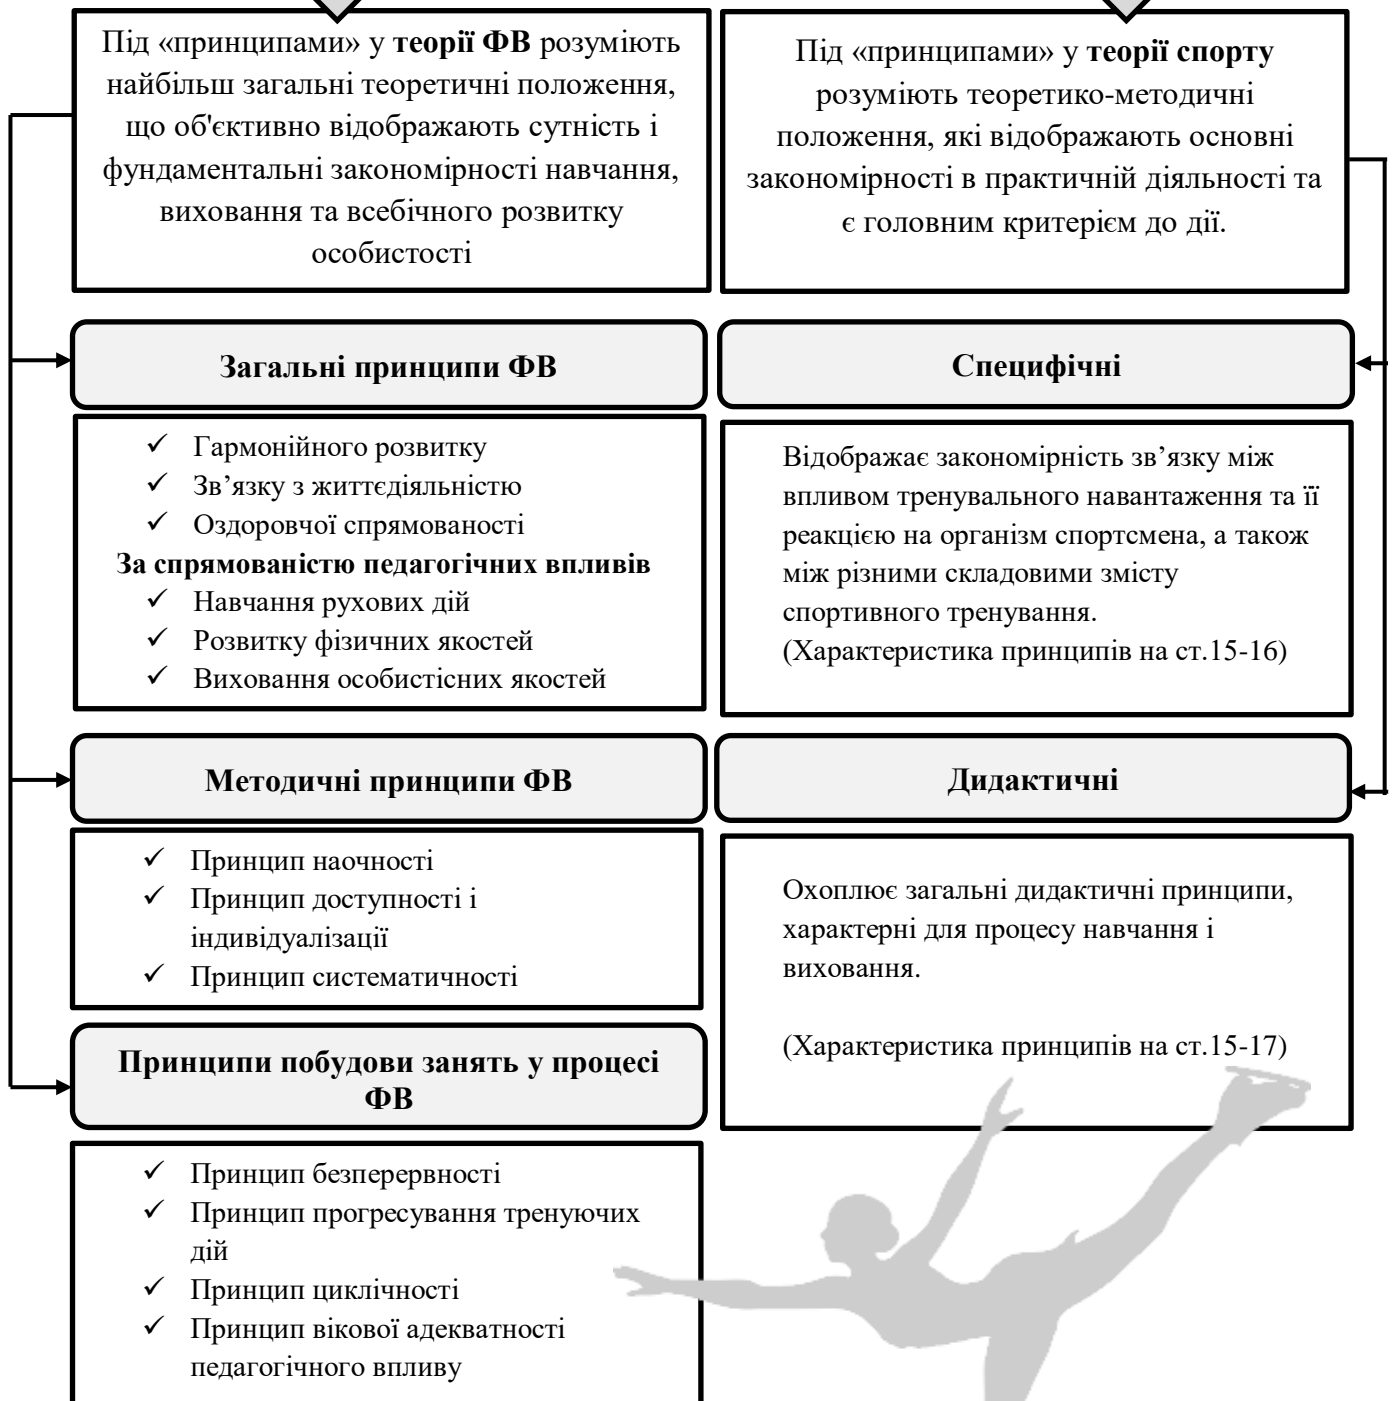 Під «принципами» у теорії ФВ розуміють
найбільш загальні теоретичні положення,
що об'єктивно відображають сутність і
фундаментальні закономірності навчання,
виховання та всебічного розвитку
особистості
Під «принципами» у теорії спорту
розуміють теоретико-методичні
положення, які відображають основні
закономірності в практичній діяльності та
є головним критерієм до дії.
Загальні принципи ФВ
✓ Гармонійного розвитку
✓ Зв’язку з життєдіяльністю
✓ Оздоровчої спрямованості
За спрямованістю педагогічних впливів
✓ Навчання рухових дій
✓ Розвитку фізичних якостей
✓ Виховання особистісних якостей
Специфічні
Відображає закономірність зв’язку між
впливом тренувального навантаження та її
реакцією на організм спортсмена, а також
між різними складовими змісту
спортивного тренування.
(Характеристика принципів на ст.15-16)
Методичні принципи ФВ
✓ Принцип наочності
✓ Принцип доступності і
індивідуалізації
✓ Принцип систематичності
Дидактичні
Охоплює загальні дидактичні принципи,
характерні для процесу навчання і
виховання.
(Характеристика принципів на ст.15-17)
Принципи побудови занять у процесі
ФВ
✓ Принцип безперервності
✓ Принцип прогресування тренуючих
дій
✓ Принцип циклічності
✓ Принцип вікової адекватності
педагогічного впливу